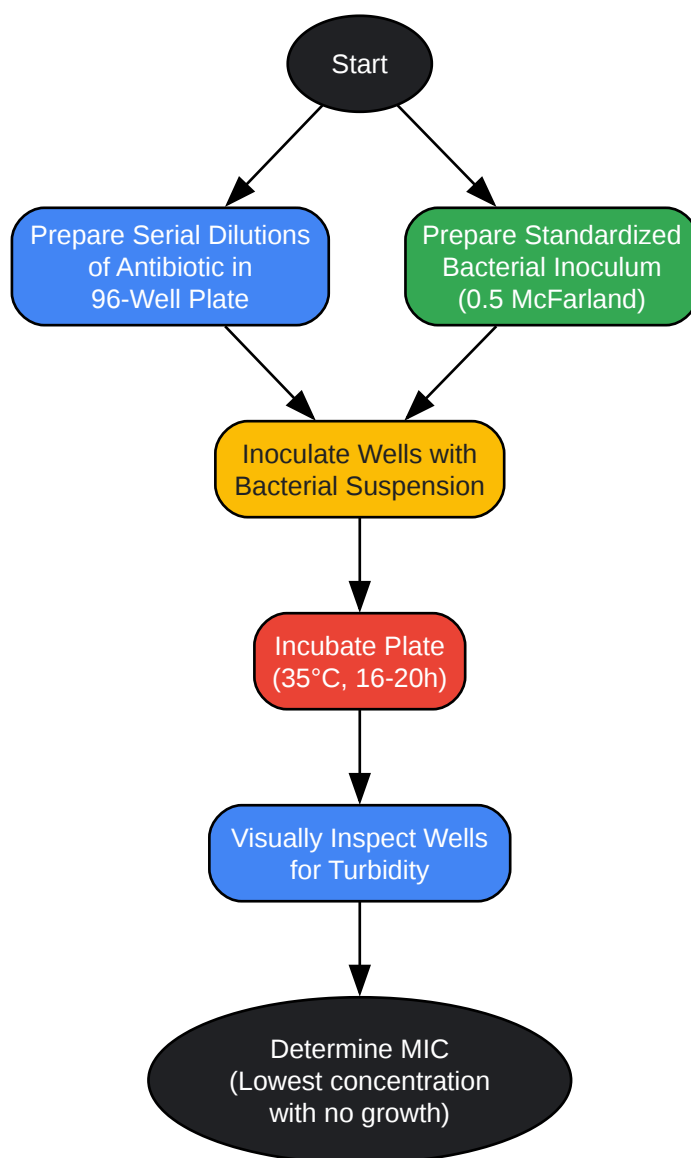 Start
Prepare Serial Dilutions
of Antibiotic in
96-Well Plate
Prepare Standardized
Bacterial Inoculum
(0.5 McFarland)
Inoculate Wells with
Bacterial Suspension
Incubate Plate
(35°C, 16-20h)
Visually Inspect Wells
for Turbidity
Determine MIC
(Lowest concentration
with no growth)